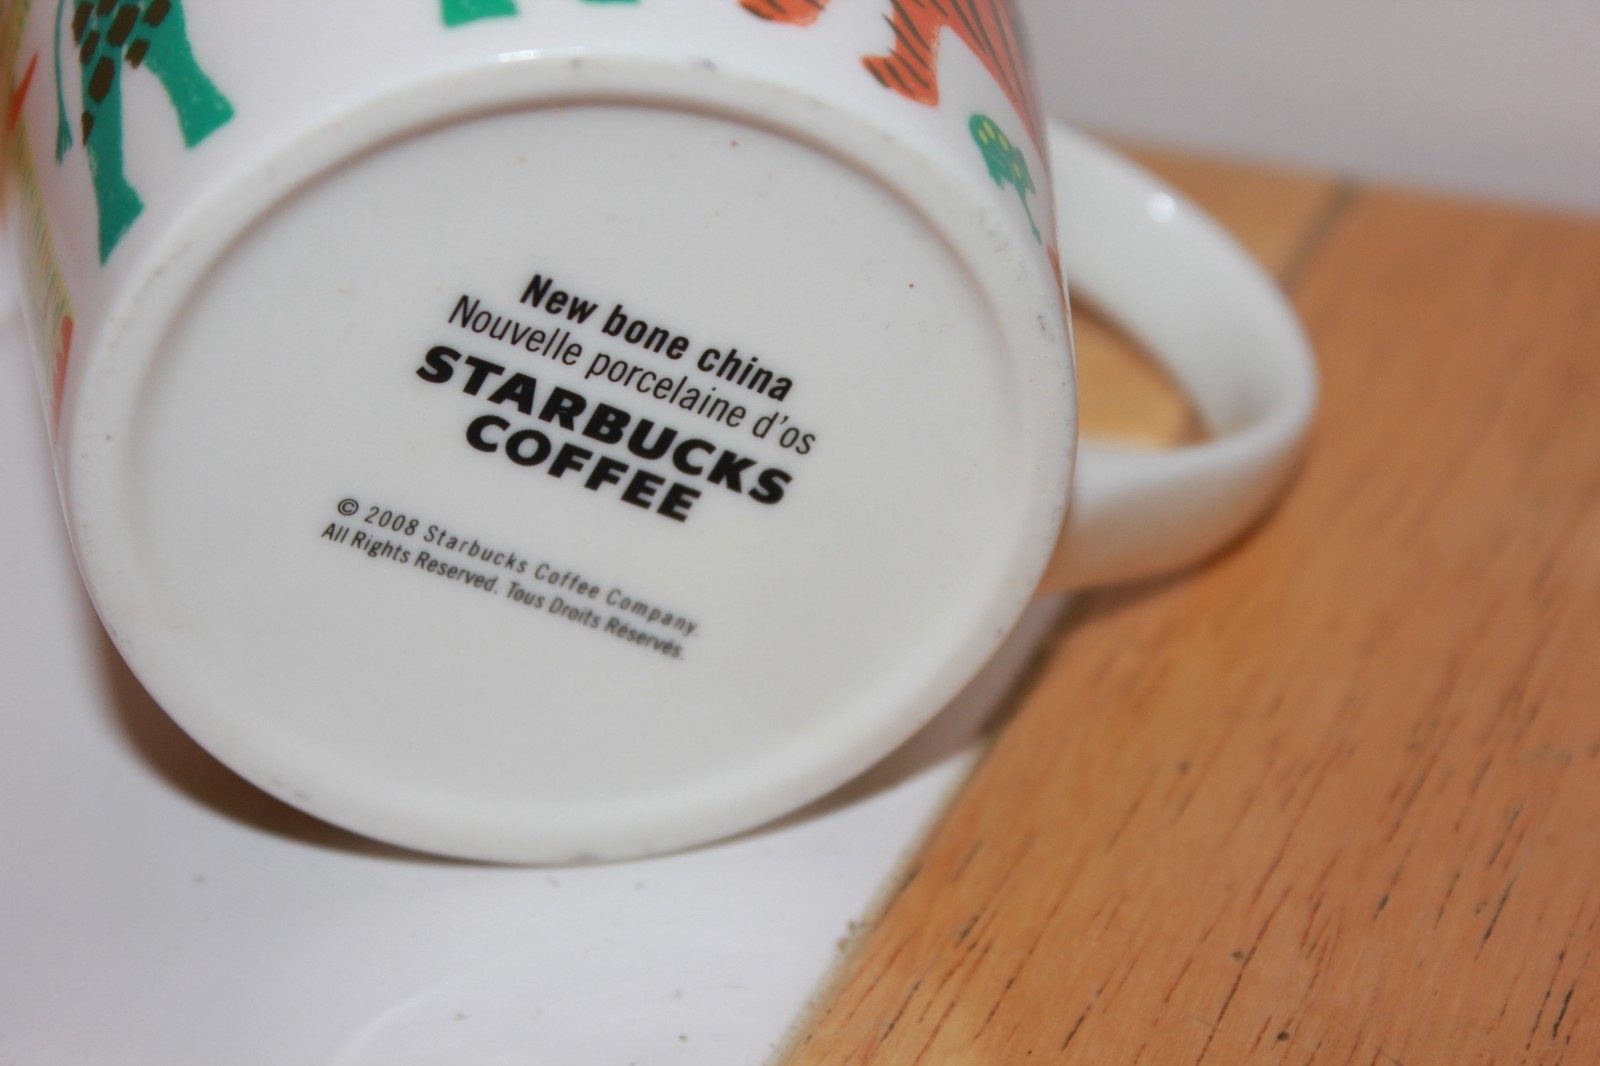 New bone china
Nouvelle porcelaine d'os
STARBUCKS
COFFEE
© 2008 Starbucks Coffee Company.
All Rights Reserved. Tous Droits Réservés.